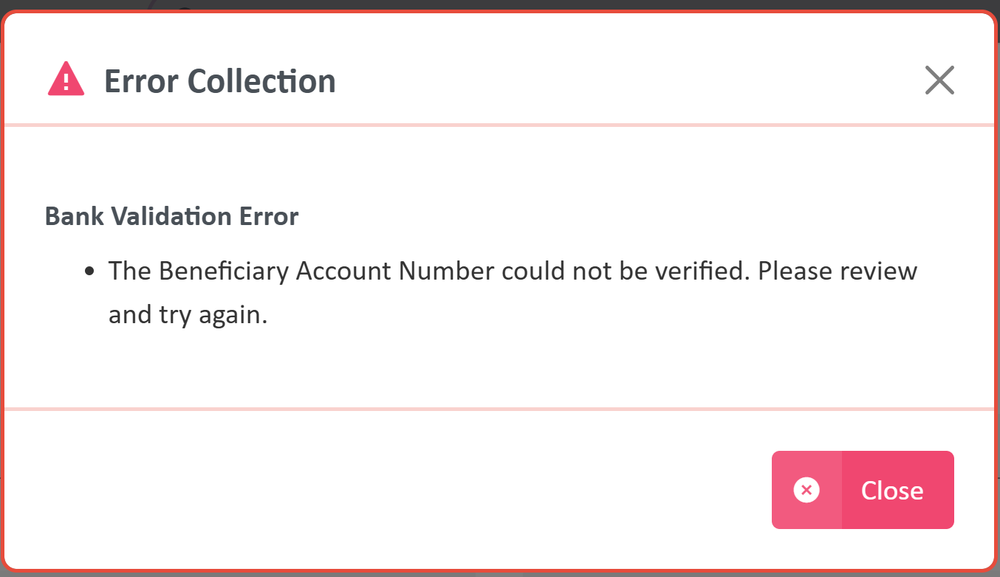 Error Collection
Bank Validation Error
• The Beneficiary Account Number could not be verified. Please review
and try again.
Close